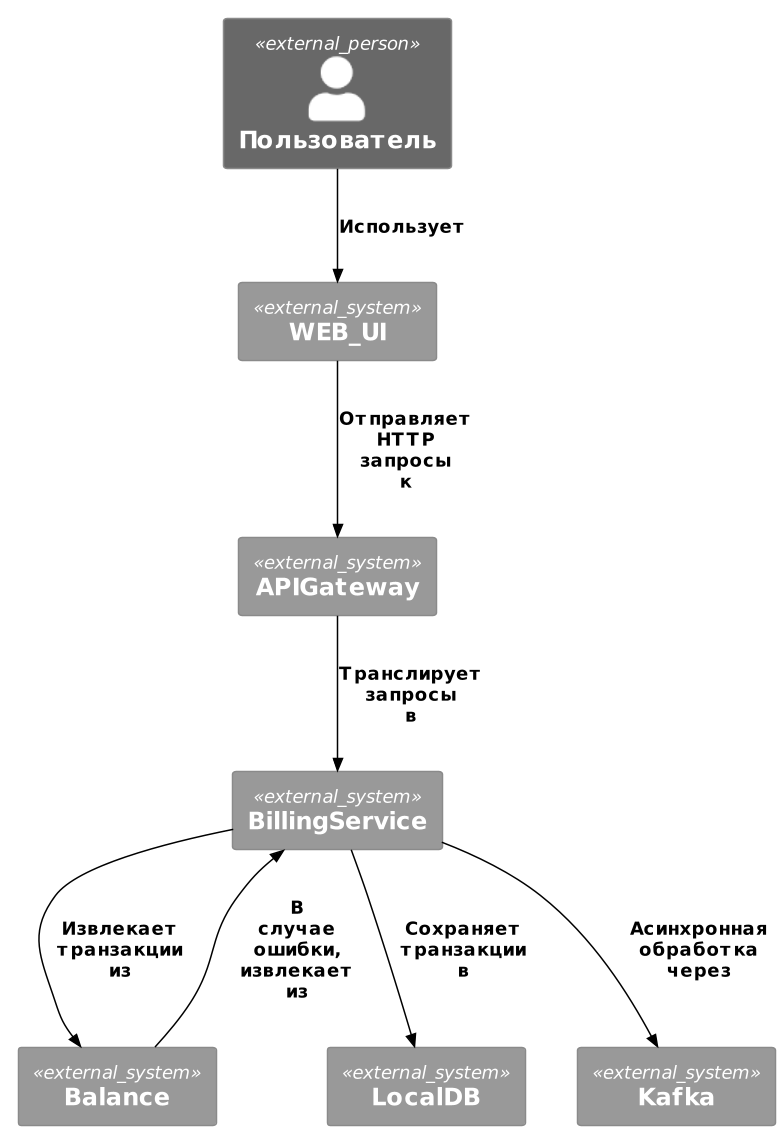 «external_person»
Пользователь
Использует
«external_system»
WEB_UI
Отправляет
HTTP
запросы
к
«external_system»
APIGateway
Транслирует
запросы
в
«external_system»
BillingService
Извлекает
транзакции
из
В
случае
ошибки,
извлекает
из
Сохраняет
транзакции
в
Асинхронная
обработка
через
«external_system»
Balance
«external_system»
LocalDB
«external_system»
Kafka